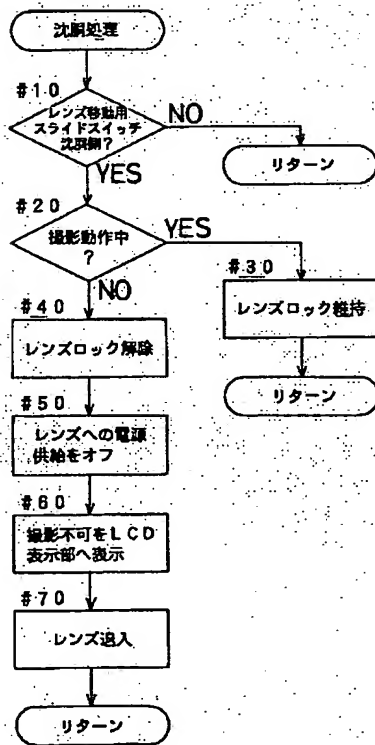 沈胴処理
#10
レンズ移動用
スライドスイッチ
沈胴側?
NO
リターン
YES
#20
撮影動作中
?
YES
#30
レンズロック維持
リターン
NO
#40
レンズロック解除
#50
レンズへの電源
供給をオフ
#60
撮影不可をLCD
表示部へ表示
#70
レンズ退入
リターン